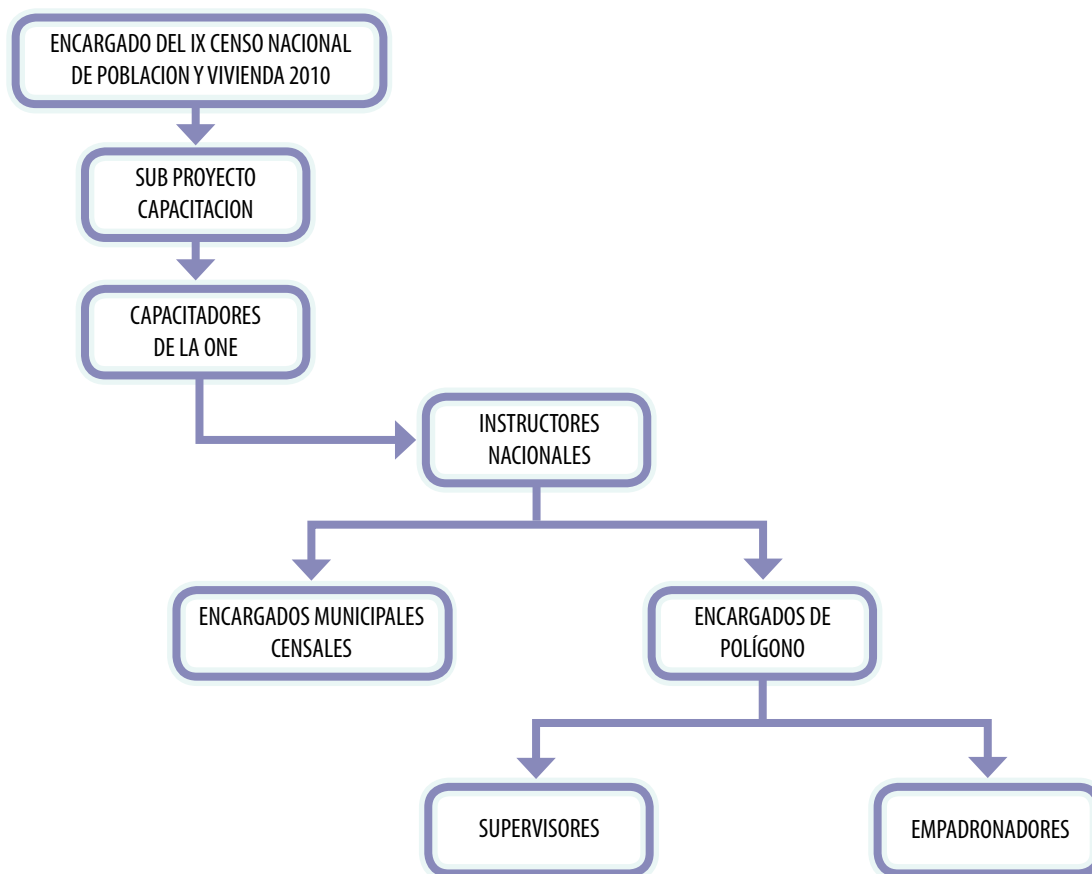 ENCARGADO DEL IX CENSO NACIONAL
DE POBLACION Y VIVIENDA 2010
SUB PROYECTO
CAPACITACION
CAPACITADORES
DE LA ONE
INSTRUCTORES
NACIONALES
ENCARGADOS MUNICIPALES
CENSALES
ENCARGADOS DE
POLÍGONO
SUPERVISORES
EMPADRONADORES